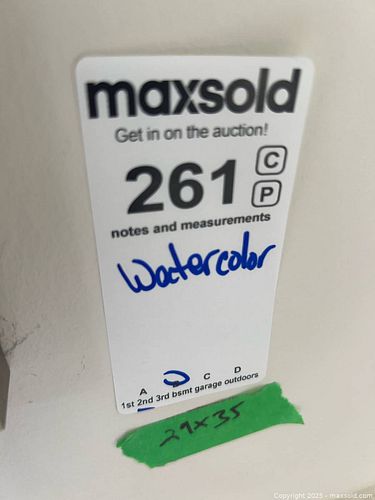 maxsold
Get in on the auction!
261 C
P
notes and measurements
Watercolor
A B C D
1st 2nd 3rd bsmt garage outdoors
29x35
Copyright 2025 - maxsold.com